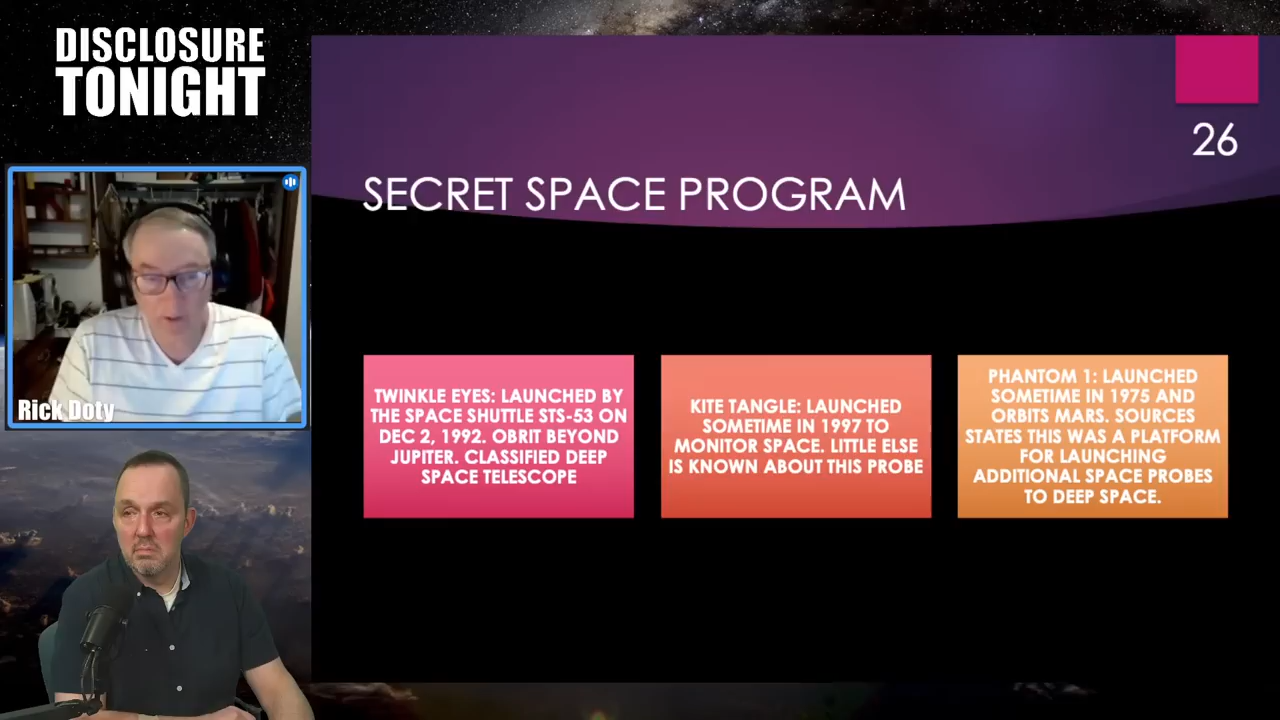 DISCLOSURE
TONIGHT
26
SECRET SPACE PROGRAM
Rick Doty
TWINKLE EYES: LAUNCHED BY
THE SPACE SHUTTLE STS-53 ON
DEC 2, 1992. OBRIT BEYOND
JUPITER. CLASSIFIED DEEP
SPACE TELESCOPE
KITE TANGLE: LAUNCHED
SOMETIME IN 1997 TO
MONITOR SPACE. LITTLE ELSE
IS KNOWN ABOUT THIS PROBE
PHANTOM 1: LAUNCHED
SOMETIME IN 1975 AND
ORBITS MARS. SOURCES
STATES THIS WAS A PLATFORM
FOR LAUNCHING
ADDITIONAL SPACE PROBES
TO DEEP SPACE.